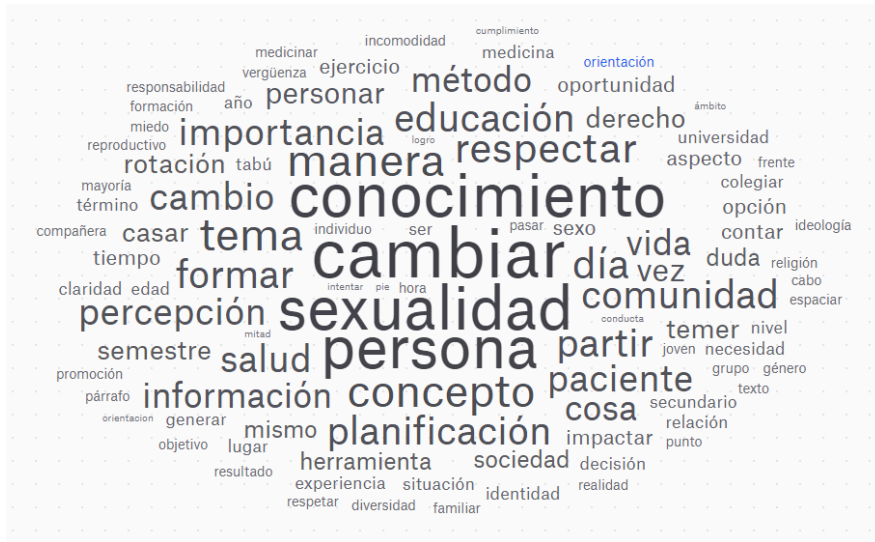 cumplimiento
incomodidad
medicinar
medicina
orientación
vergüenza
ejercicio
método
oportunidad
responsabilidad
personar
formación
año
educación
derecho
ámbito
miedo
importancia
logro
respectar
universidad
reproductivo
rotación
tabú
manera
aspecto
frente
mayoría
cambio
conocimiento
colegiar
término
opción
compañera
casar
tema
individuo
ser
pasar
sexo
vida
contar
ideología
tiempo
formar
cambiar
día
vez
duda
religión
claridad
edad
intentar
pie
hora
comunidad
cabo
espaciar
percepción
sexualidad
conducta
mitad
temer
nivel
semestre
salud
persona
partir
joven
necesidad
promoción
grupo
género
párrafo
información
concepto
paciente
texto
orientacion
generar
cosa
secundario
mismo
planificación
impactar
relación
objetivo
lugar
punto
herramienta
sociedad
decisión
resultado
experiencia
situación
identidad
realidad
respetar
diversidad
familiar